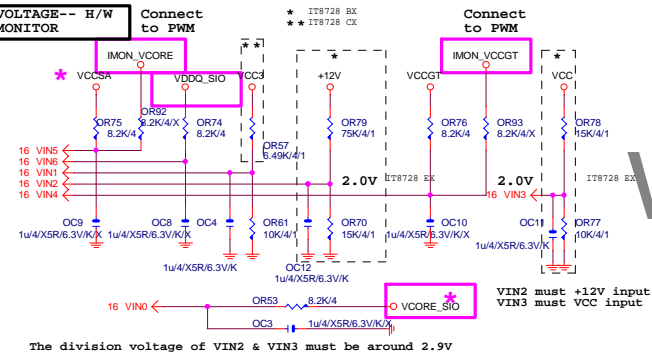 VOLTAGE-- H/W
MONITOR
Connect
to PWM
* IT8728 BX
** IT8728 CX
Connect
to PWM
IMON_VCORE
**
*
IMON_VCCGT
*
* VCCSA
VDDQ_SIO
VCC3
+12V
VCCGT
VCC
OR75
8.2K/4
OR92
8.2K/4/X
OR74
8.2K/4
OR57
6.49K/4/1
OR79
75K/4/1
OR76
8.2K/4
OR93
8.2K/4/X
OR78
15K/4/1
16 VIN5
16 VIN6
16 VIN1
16 VIN2
16 VIN4
2.0V
IT8728 EX
2.0V
16 VIN3
IT8728 EX
OC9
1u/4/X5R/6.3V/K/X
OC8
1u/4/X5R/6.3V/K
OC4
1u/4/X5R/6.3V/K
OR61
10K/4/1
OC12
1u/4/X5R/6.3V/K
OR70
15K/4/1
OC10
1u/4/X5R/6.3V/K/X
OC11
1u/4/X5R/6.3V/K
OR77
10K/4/1
16 VIN0
OR53
8.2K/4
VCORE_SIO *
OC3
1u/4/X5R/6.3V/K/X
VIN2 must +12V input
VIN3 must VCC input
The division voltage of VIN2 & VIN3 must be around 2.9V